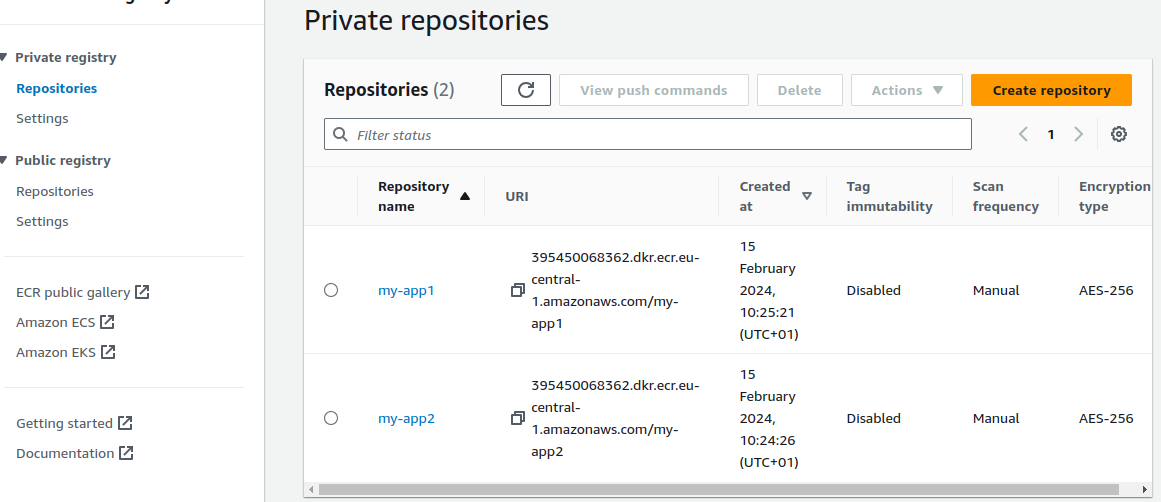 Private registry
Repositories
Settings
Public registry
Repositories
Settings
ECR public gallery
Amazon ECS
Amazon EKS
Getting started
Documentation
Private repositories
Repositories (2)
View push commands
Delete
Actions
Create repository
Filter status
1
Repository
name
URI
Created
at
Tag
immutability
Scan
frequency
Encryption
type
my-app1
395450068362.dkr.ecr.eu-
central-
1.amazonaws.com/my-
app1
15
February
2024,
10:25:21
(UTC+01)
Disabled
Manual
AES-256
my-app2
395450068362.dkr.ecr.eu-
central-
1.amazonaws.com/my-
app2
15
February
2024,
10:24:26
(UTC+01)
Disabled
Manual
AES-256